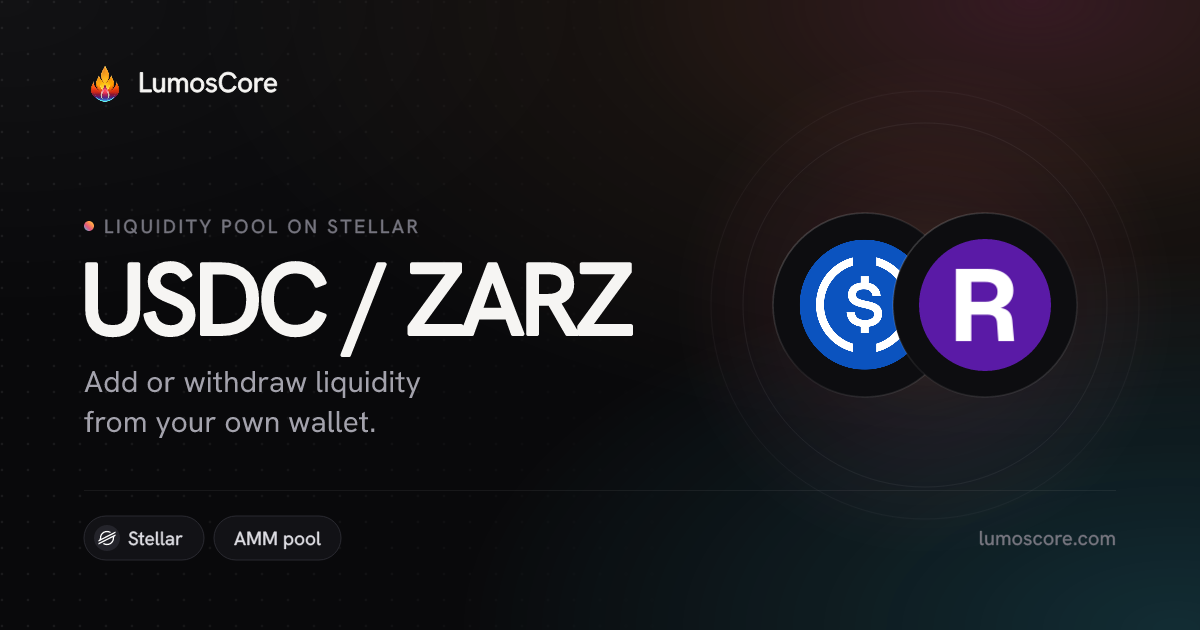 LumosCore
LIQUIDITY POOL ON STELLAR
USDC / ZARZ
Add or withdraw liquidity
from your own wallet.
$
R
Stellar
AMM pool
lumoscore.com